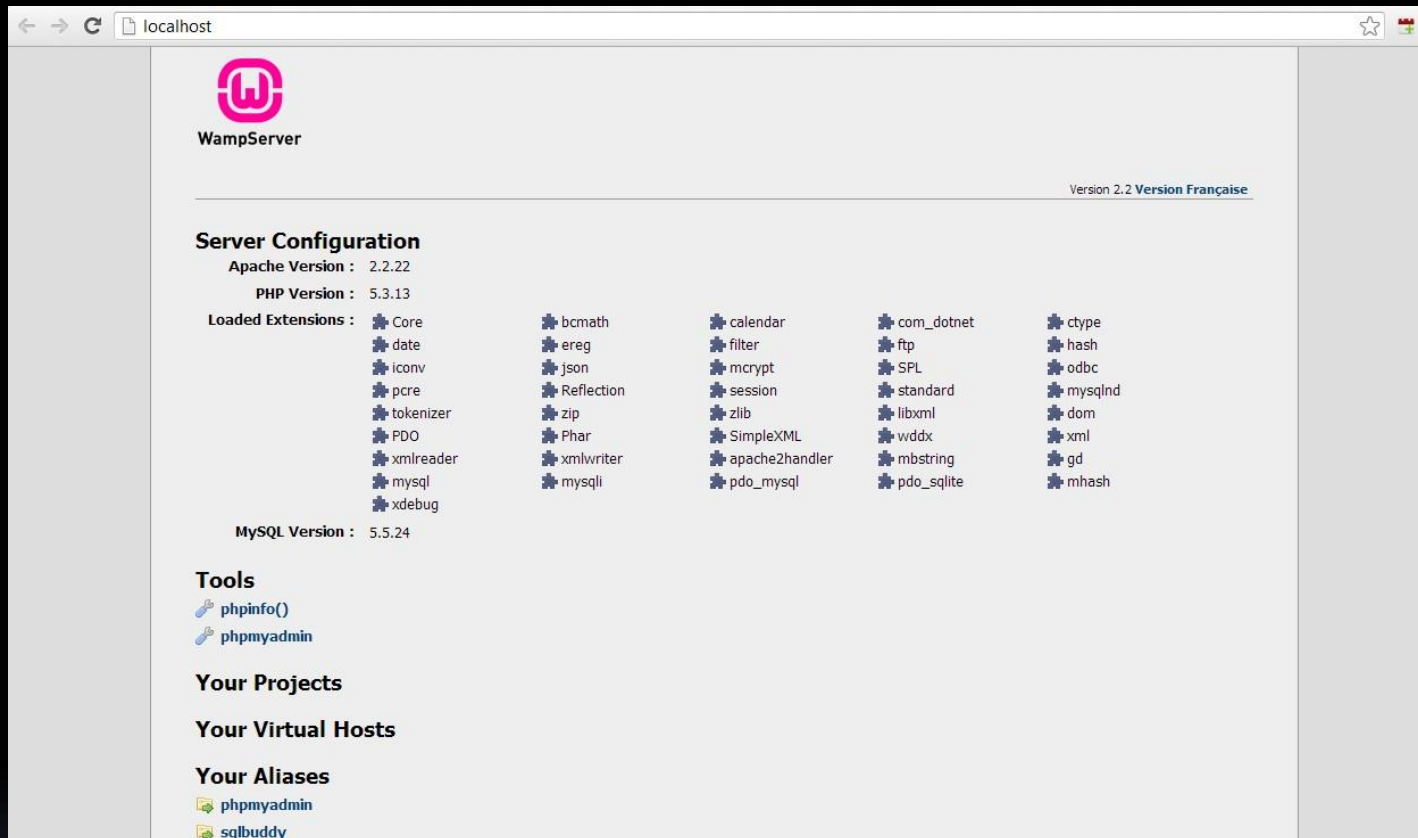 localhost
WampServer
Version 2.2 Version Française
Server Configuration
Apache Version : 2.2.22
PHP Version : 5.3.13
Loaded Extensions : Core bcmath calendar com_dotnet ctype
date ereg filter ftp hash
iconv json mcrypt SPL odbc
pcre Reflection session standard mysqlnd
tokenizer zip zlib libxml dom
PDO Phar SimpleXML wddx xml
xmlreader xmlwriter apache2handler mbstring gd
mysql mysqli pdo_mysql pdo_sqlite mhash
xdebug
MySQL Version : 5.5.24
Tools
phpinfo()
phpmyadmin
Your Projects
Your Virtual Hosts
Your Aliases
phpmyadmin
sqlbuddy